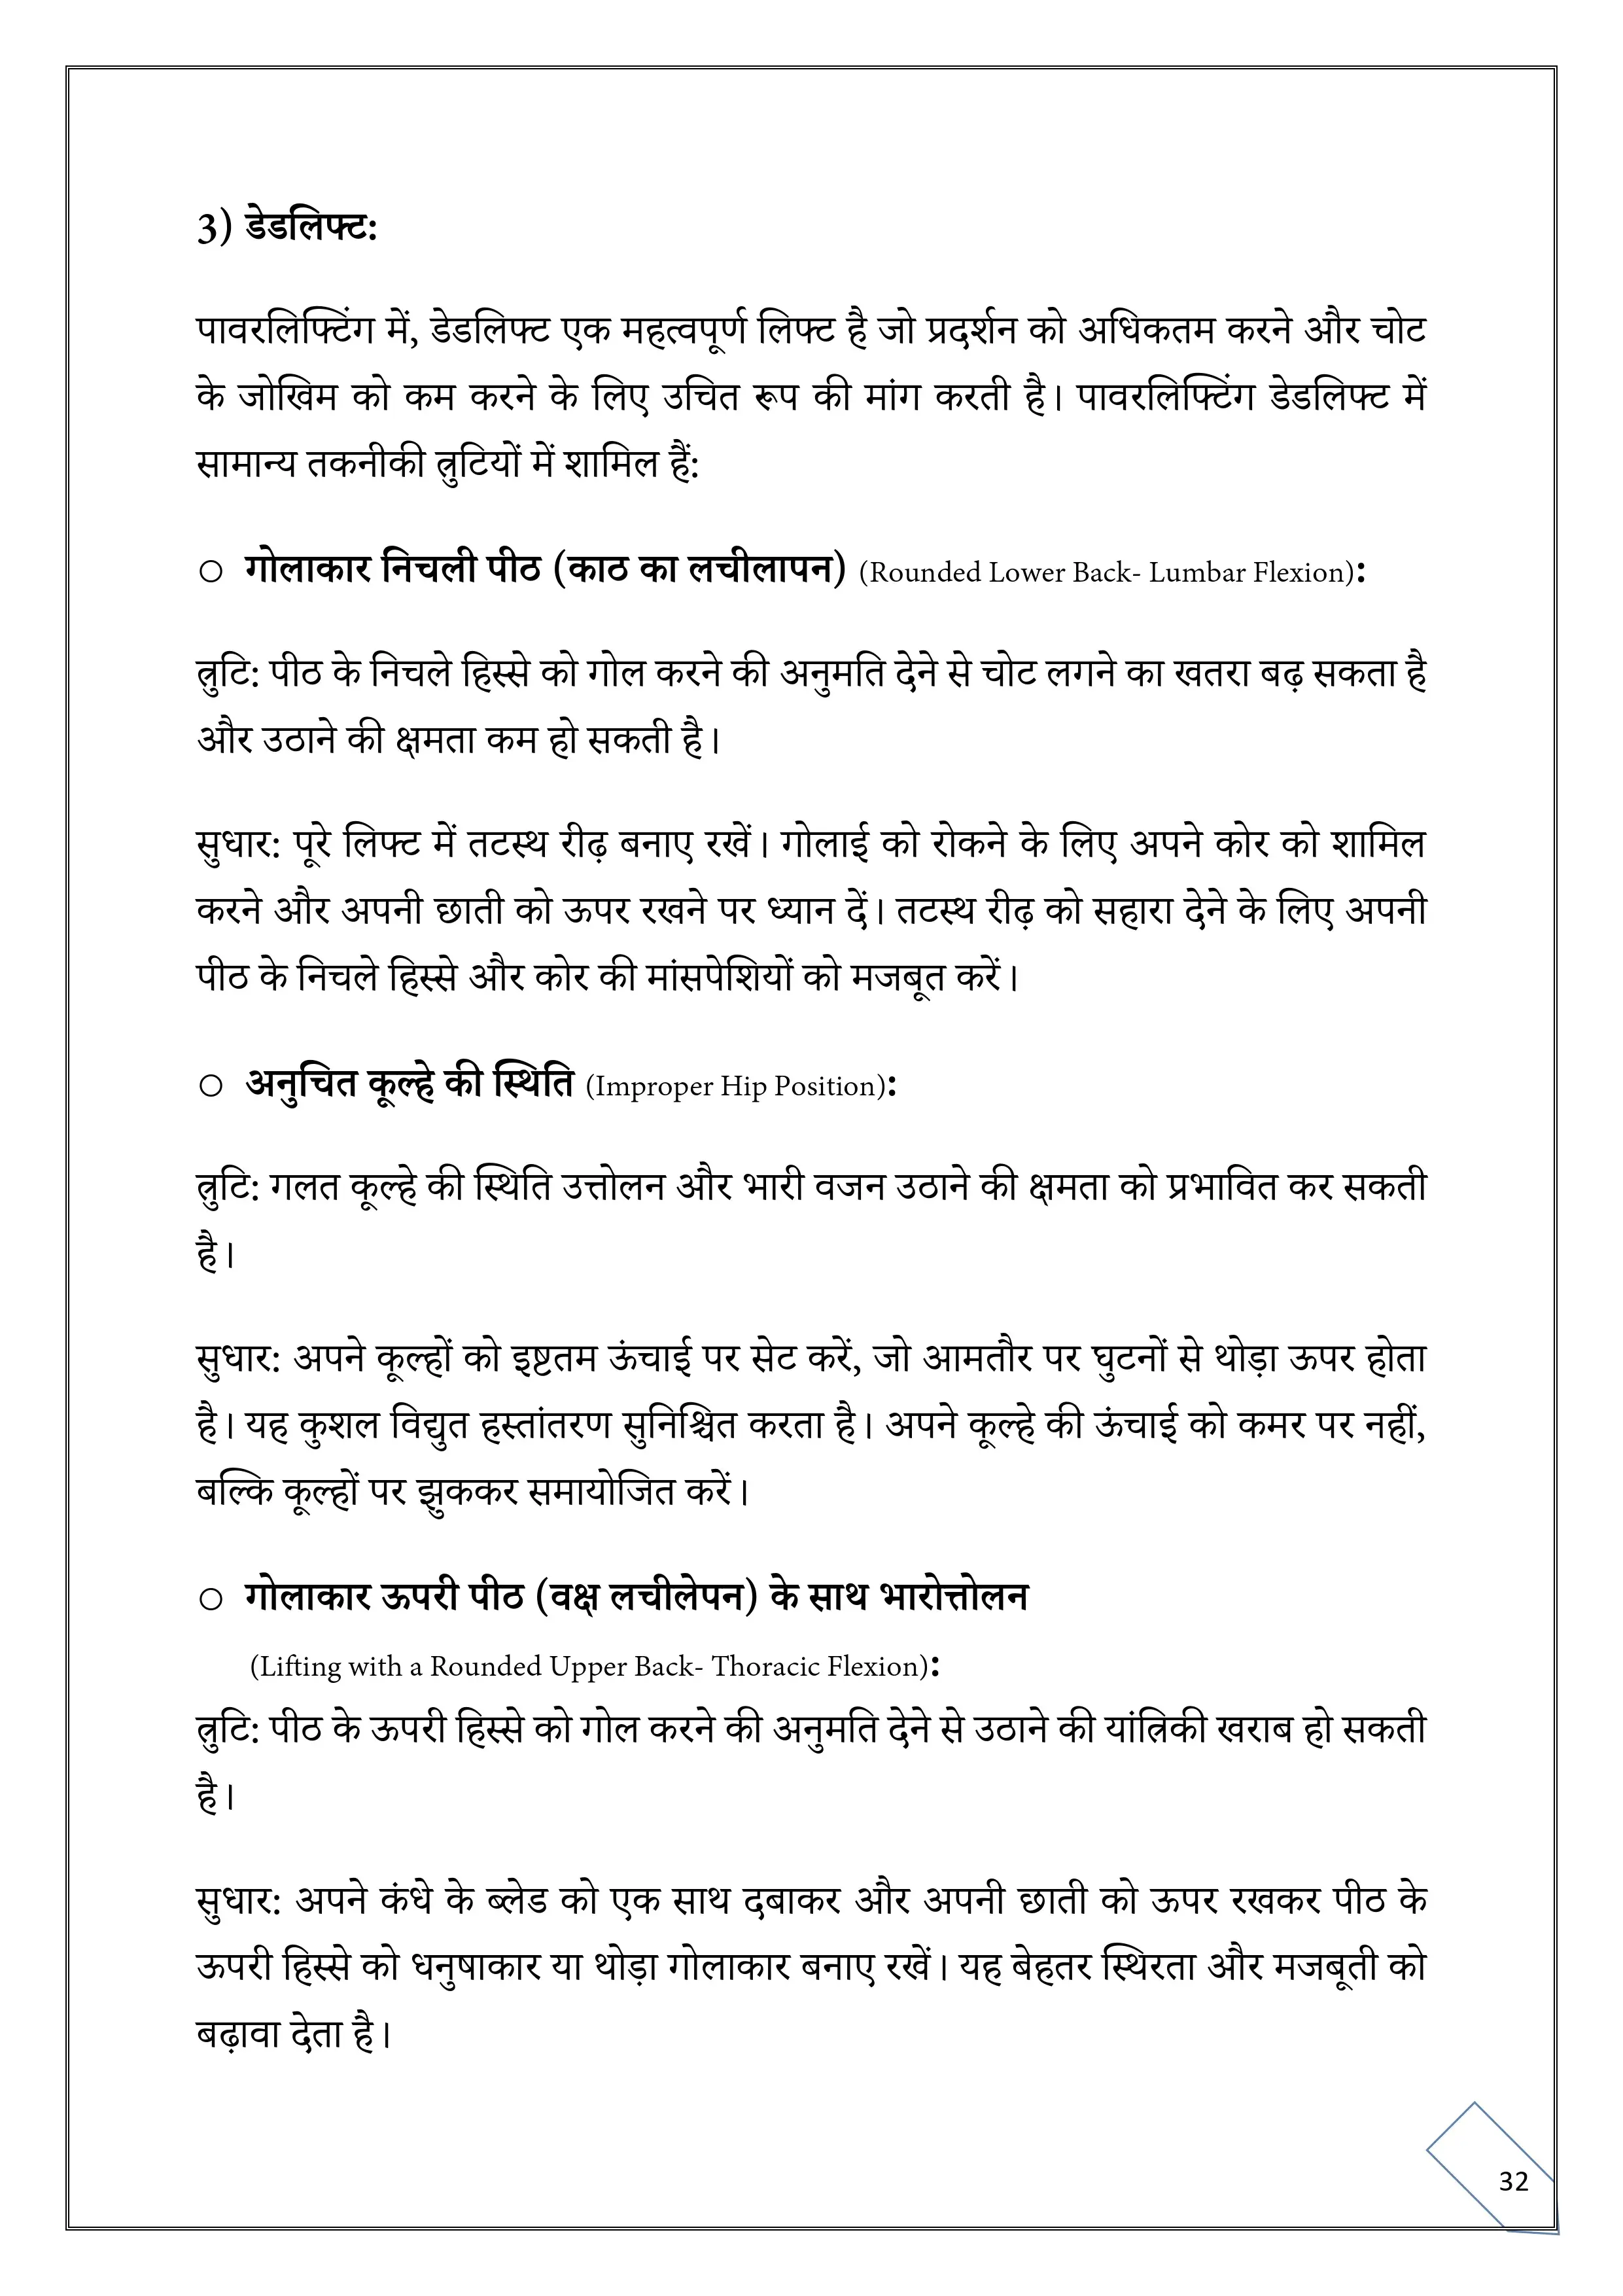 3) डेडलिफ्ट:
पावरलिफ्टिंग में, डेडलिफ्ट एक महत्वपूर्ण लिफ्ट है जो प्रदर्शन को अधिकतम करने और चोट
के जोखिम को कम करने के लिए उचित रूप की मांग करती है। पावरलिफ्टिंग डेडलिफ्ट में
सामान्य तकनीकी त्रुटियों में शामिल हैं:
○ गोलाकार निचली पीठ (काठ का लचीलापन) (Rounded Lower Back- Lumbar Flexion):
त्रुटि: पीठ के निचले हिस्से को गोल करने की अनुमति देने से चोट लगने का खतरा बढ़ सकता है
और उठाने की क्षमता कम हो सकती है।
सुधार: पूरे लिफ्ट में तटस्थ रीढ़ बनाए रखें। गोलाई को रोकने के लिए अपने कोर को शामिल
करने और अपनी छाती को ऊपर रखने पर ध्यान दें। तटस्थ रीढ़ को सहारा देने के लिए अपनी
पीठ के निचले हिस्से और कोर की मांसपेशियों को मजबूत करें।
○ अनुचित कूल्हे की स्थिति (Improper Hip Position):
त्रुटि: गलत कूल्हे की स्थिति उत्तोलन और भारी वजन उठाने की क्षमता को प्रभावित कर सकती
है।
सुधार: अपने कूल्हों को इष्टतम ऊंचाई पर सेट करें, जो आमतौर पर घुटनों से थोड़ा ऊपर होता
है। यह कुशल विद्युत हस्तांतरण सुनिश्चित करता है। अपने कूल्हे की ऊंचाई को कमर पर नहीं,
बल्कि कूल्हों पर झुककर समायोजित करें।
○ गोलाकार ऊपरी पीठ (वक्ष लचीलेपन) के साथ भारोत्तोलन
(Lifting with a Rounded Upper Back- Thoracic Flexion):
त्रुटि: पीठ के ऊपरी हिस्से को गोल करने की अनुमति देने से उठाने की यांत्रिकी खराब हो सकती
है।
सुधार: अपने कंधे के ब्लेड को एक साथ दबाकर और अपनी छाती को ऊपर रखकर पीठ के
ऊपरी हिस्से को धनुषाकार या थोड़ा गोलाकार बनाए रखें। यह बेहतर स्थिरता और मजबूती को
बढ़ावा देता है।
32